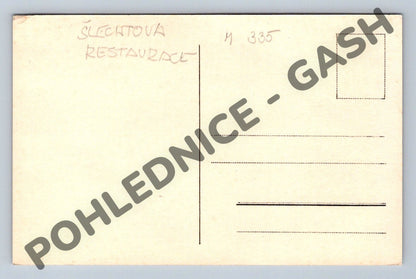 ŠLECHTOVA
RESTAURACE
M 335
POHLEDNICE - GASH